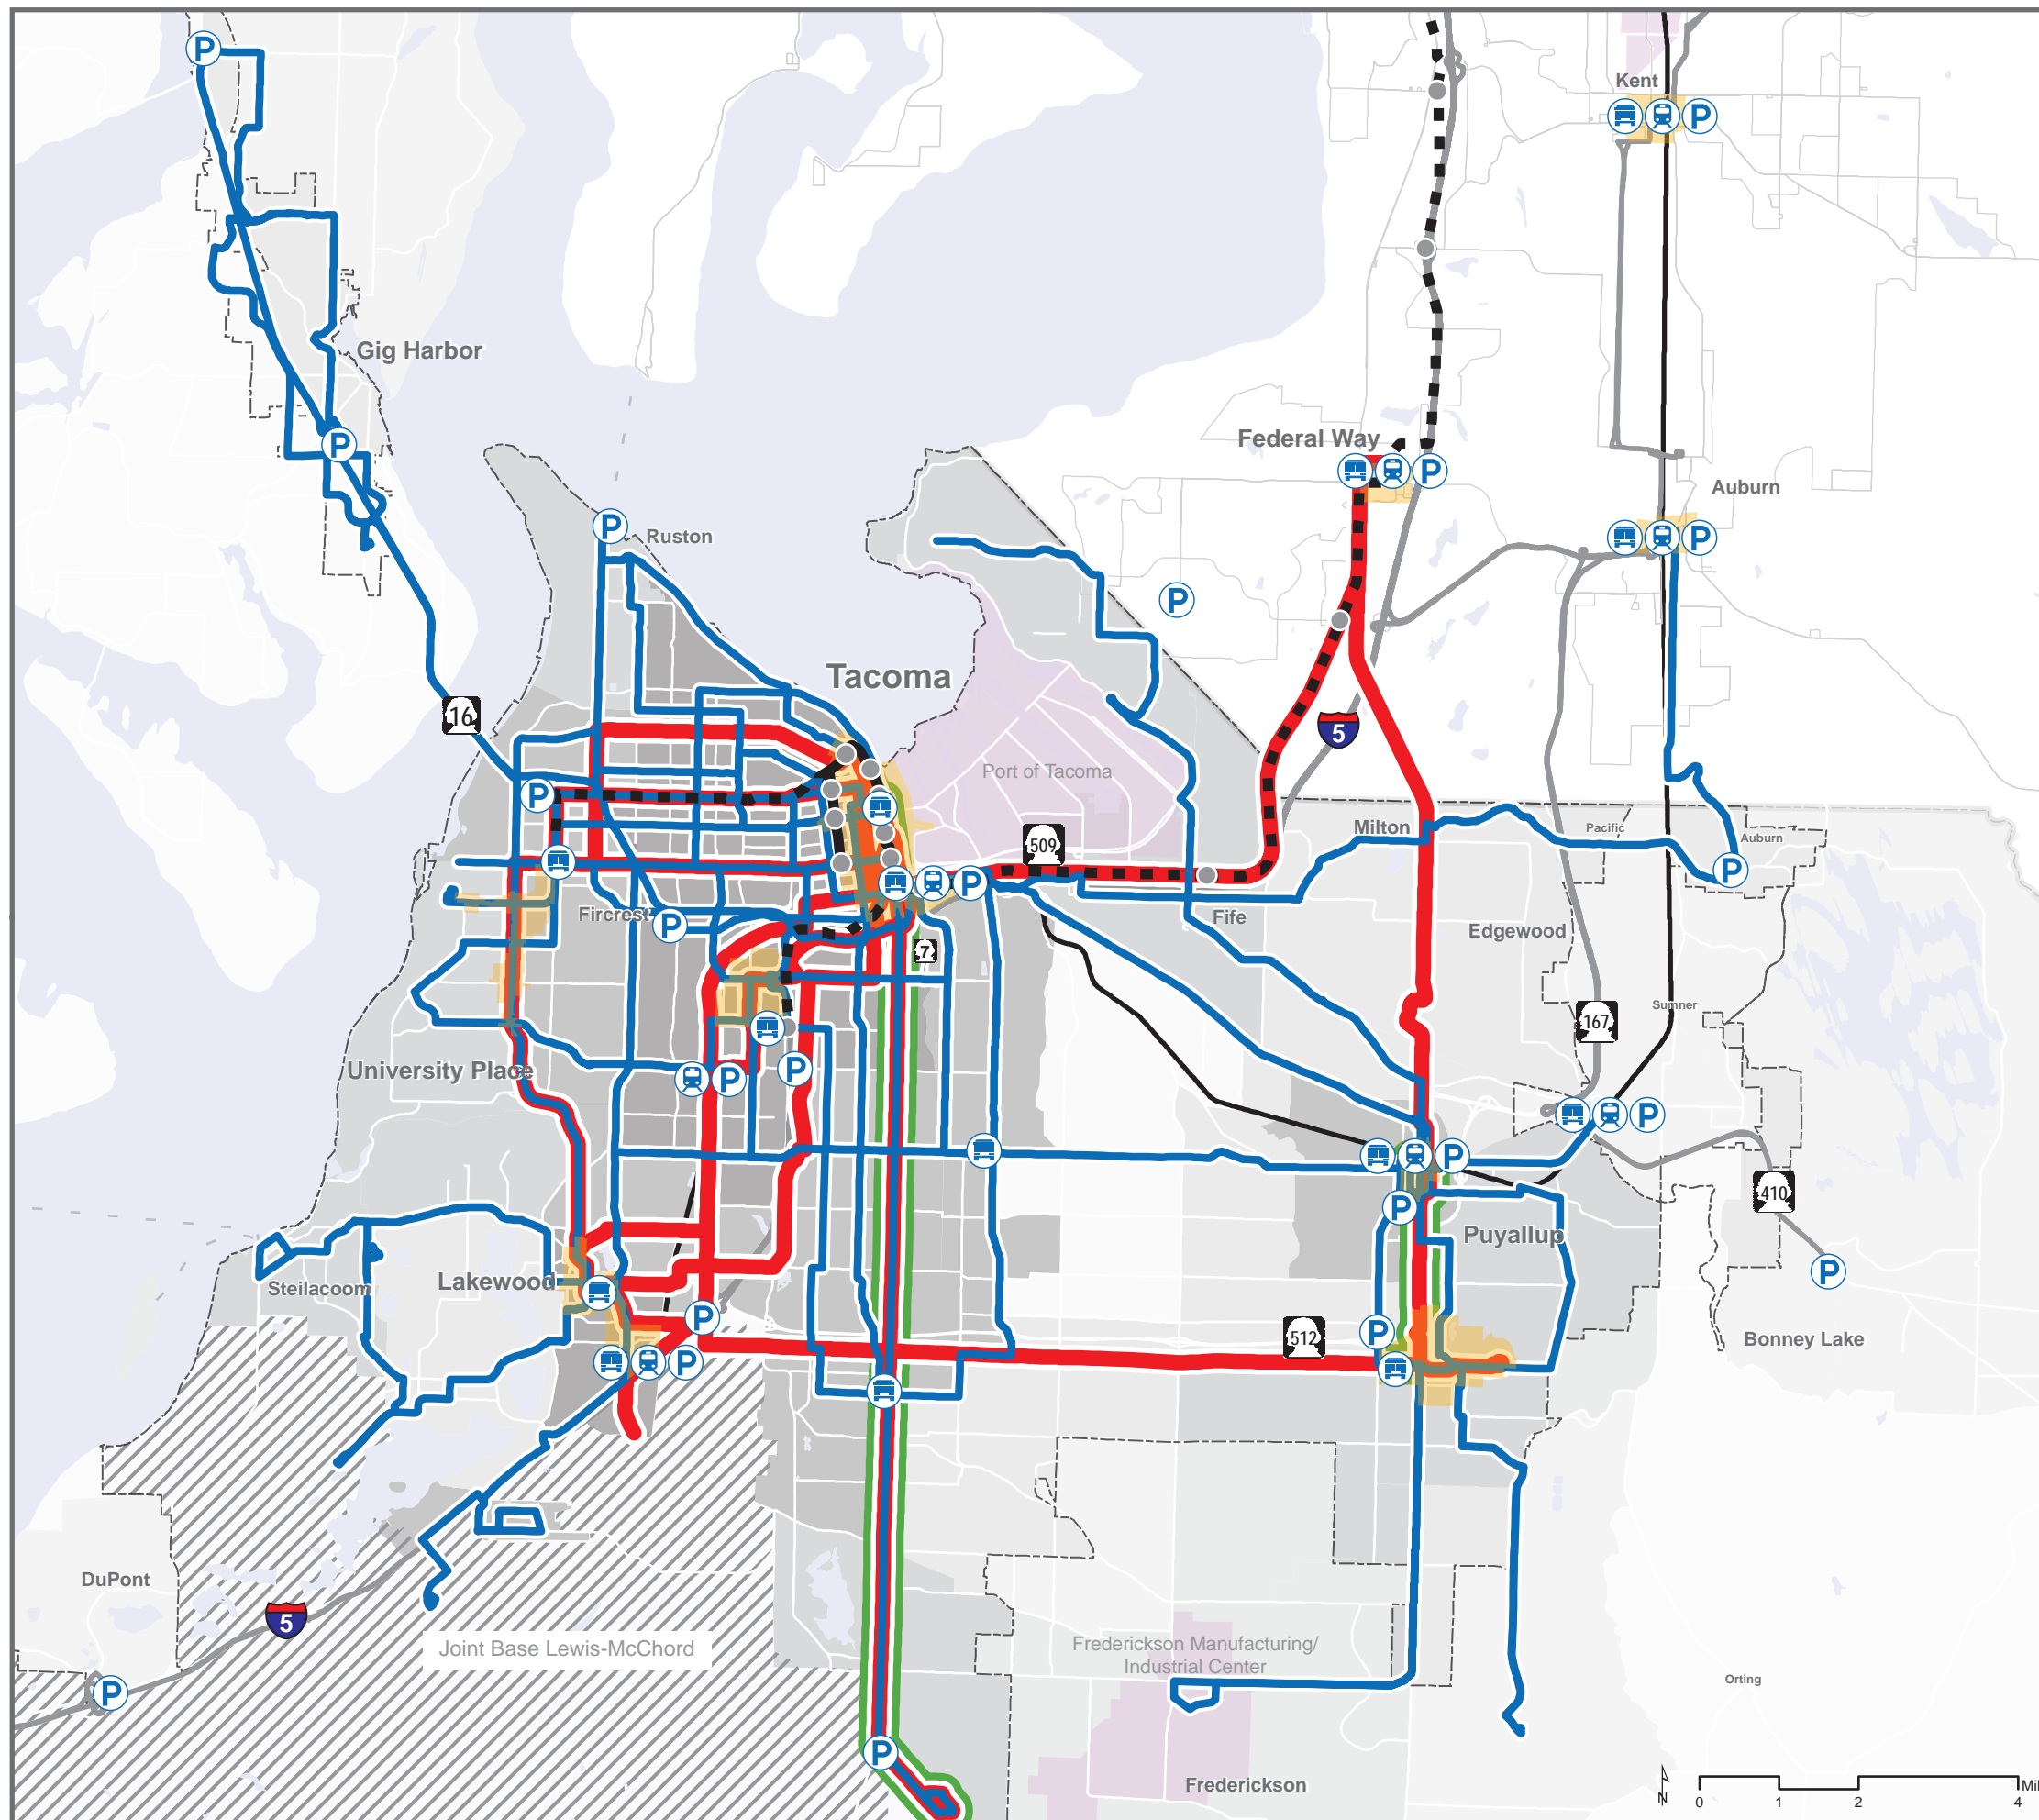 P
Kent
P
Gig Harbor
P
Federal Way
P
Auburn
P
P
Ruston
P
Tacoma
16
5
Port of Tacoma
P
Milton
Pacific
Auburn
509
P
P
Fircrest
P
Fife
Edgewood
7
Sumner
167
University Place
P
P
P
P
410
P
Puyallup
Steilacoom
Lakewood
P
P
P
512
P
Bonney Lake
P
DuPont
5
Joint Base Lewis-McChord
Frederickson Manufacturing/
Industrial Center
Orting
P
P
Frederickson
N
Mil
0 1 2 4